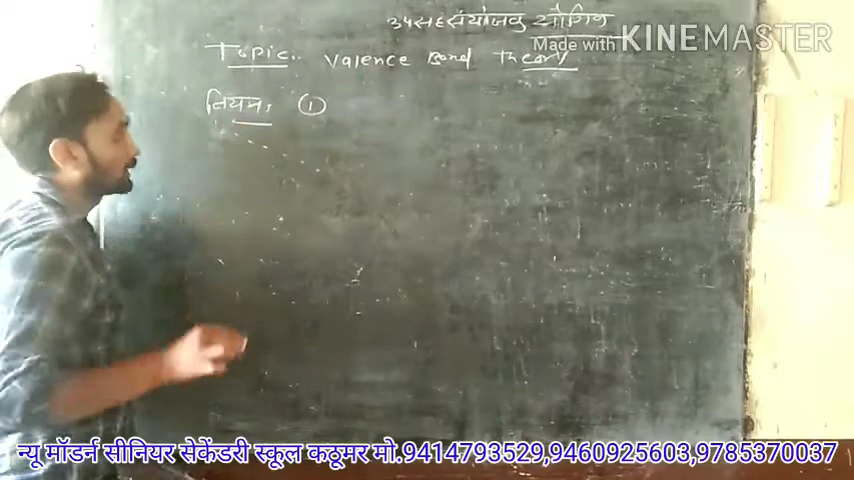 उपसहसंयोजक यौगिक
Made with KINEMASTER
Topic.. Valence Bond Theory
नियम. ①
न्यू मॉडर्न सीनियर सेकेंडरी स्कूल कठूमर मो.9414793529,9460925603,9785370037